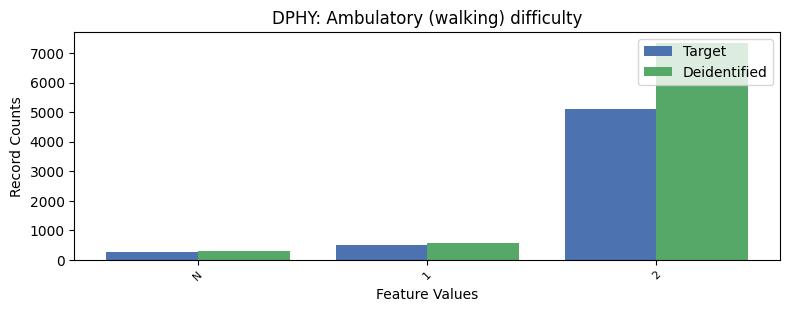 DPHY: Ambulatory (walking) difficulty
Target
Deidentified
Record Counts
7000
6000
5000
4000
3000
2000
1000
0
N
1
2
Feature Values